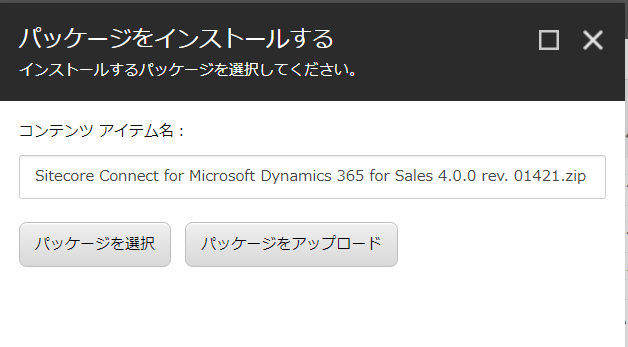 パッケージをインストールする
インストールするパッケージを選択してください。
コンテンツ アイテム名：
Sitecore Connect for Microsoft Dynamics 365 for Sales 4.0.0 rev. 01421.zip
パッケージを選択
パッケージをアップロード